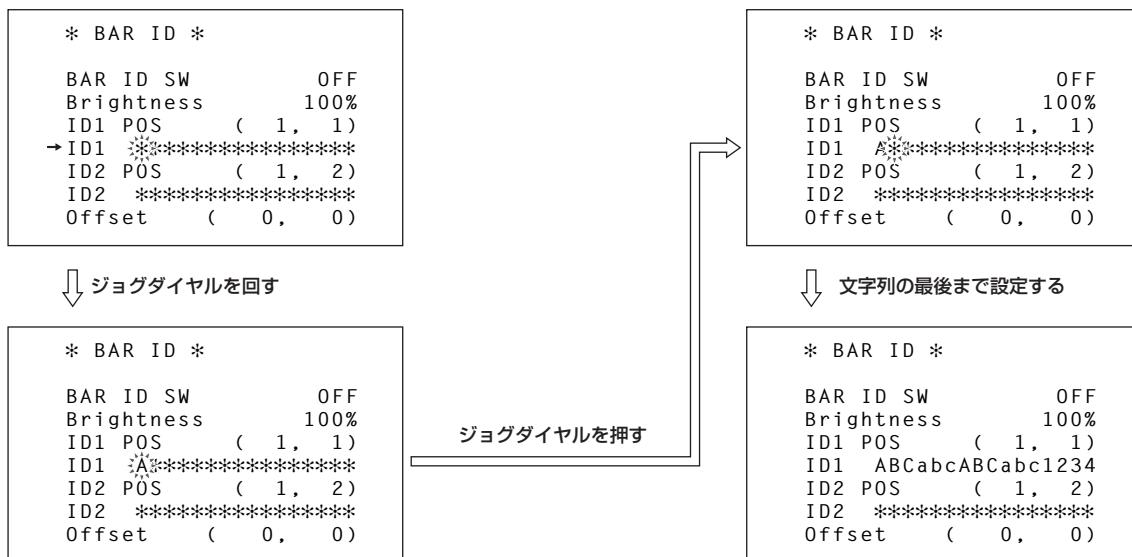 * BAR ID *
BAR ID SW OFF
Brightness 100%
ID1 POS ( 1, 1)
→ID1 ****************
ID2 POS ( 1, 2)
ID2 ****************
Offset ( 0, 0)
ジョグダイヤルを回す
* BAR ID *
BAR ID SW OFF
Brightness 100%
ID1 POS ( 1, 1)
ID1 A***************
ID2 POS ( 1, 2)
ID2 ****************
Offset ( 0, 0)
ジョグダイヤルを押す
* BAR ID *
BAR ID SW OFF
Brightness 100%
ID1 POS ( 1, 1)
ID1 A***************
ID2 POS ( 1, 2)
ID2 ****************
Offset ( 0, 0)
文字列の最後まで設定する
* BAR ID *
BAR ID SW OFF
Brightness 100%
ID1 POS ( 1, 1)
ID1 ABCabcABCabc1234
ID2 POS ( 1, 2)
ID2 ****************
Offset ( 0, 0)